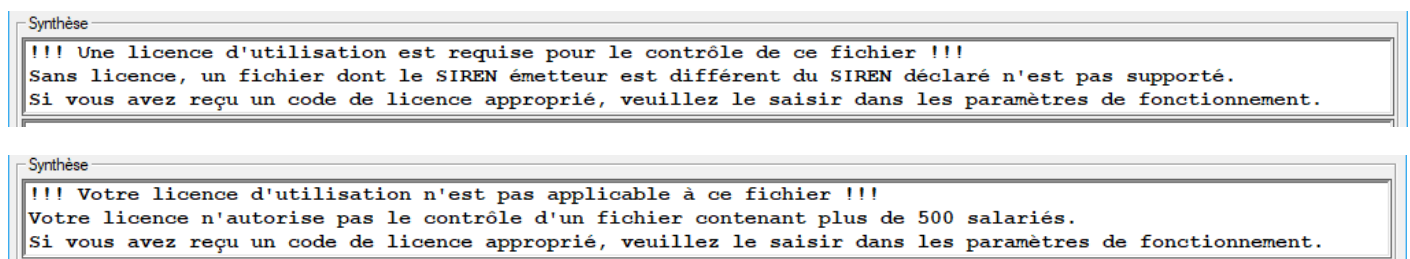 Synthèse
!!! Une licence d'utilisation est requise pour le contrôle de ce fichier !!!
Sans licence, un fichier dont le SIREN émetteur est différent du SIREN déclaré n'est pas supporté.
Si vous avez reçu un code de licence approprié, veuillez le saisir dans les paramètres de fonctionnement.
Synthèse
!!! Votre licence d'utilisation n'est pas applicable à ce fichier !!!
Votre licence n'autorise pas le contrôle d'un fichier contenant plus de 500 salariés.
Si vous avez reçu un code de licence approprié, veuillez le saisir dans les paramètres de fonctionnement.